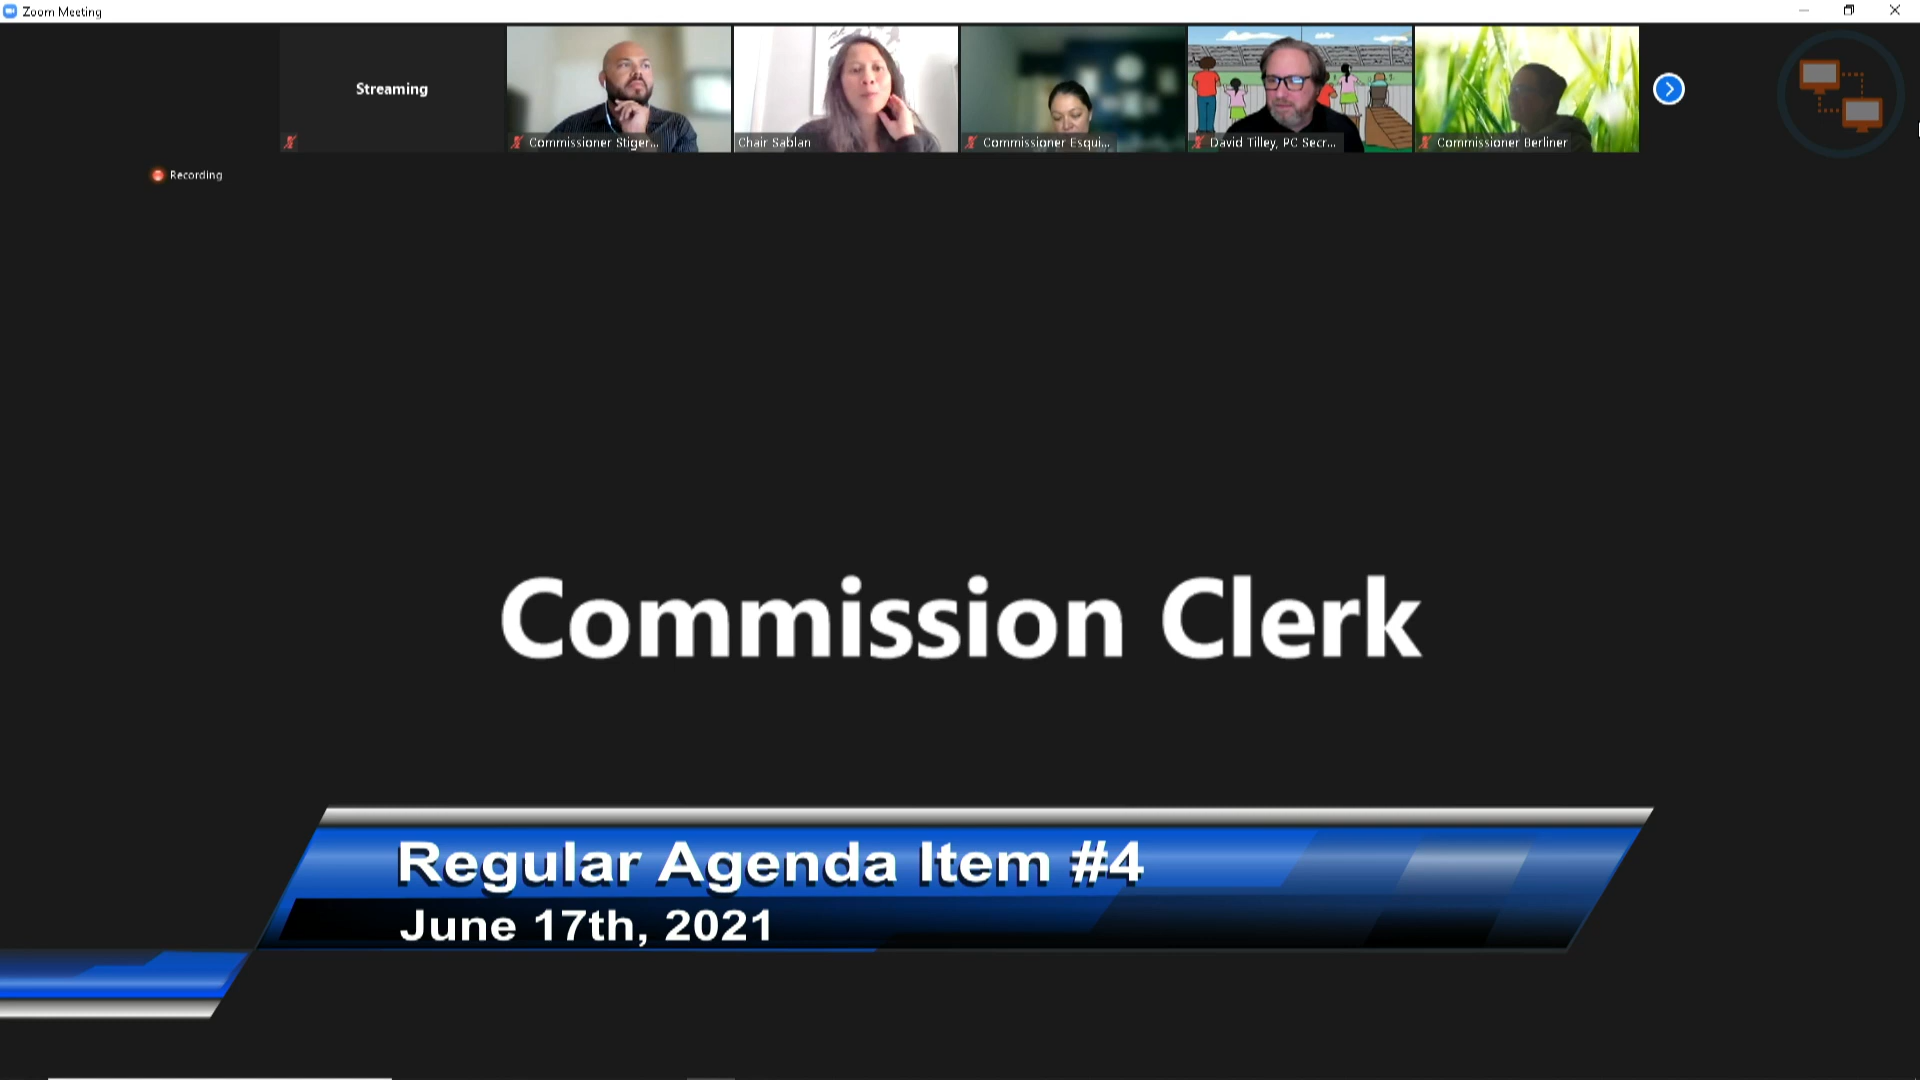 Zoom Meeting
Streaming
Commissioner Stiger...
Chair Sablan
Commissioner Esqui...
David Tilley, PC Secr...
Commissioner Berliner
Recording
Commission Clerk
Regular Agenda Item #4
June 17th, 2021